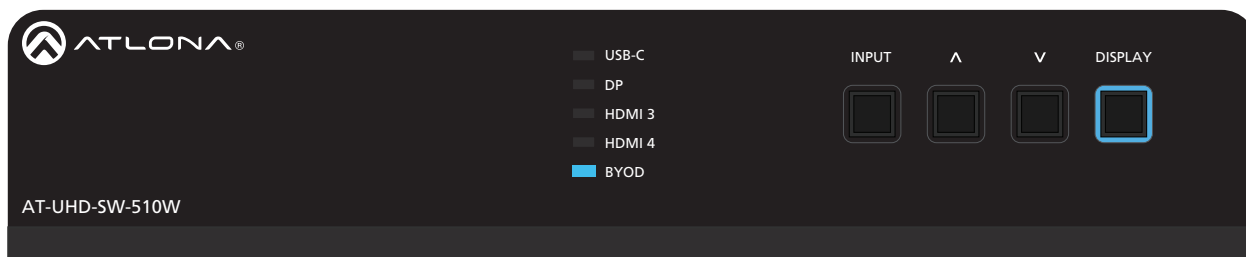 ATLONA®
USB-C
DP
HDMI 3
HDMI 4
BYOD
INPUT ∧ ∨ DISPLAY
AT-UHD-SW-510W